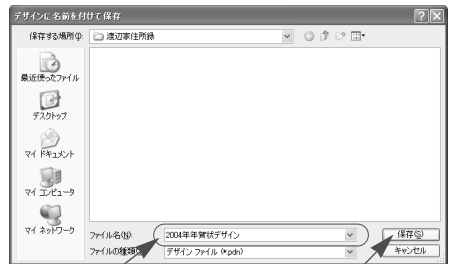 デザインに名前を付けて保存
保存する場所(I):
渡辺家住所録
最近使ったファイル
デスクトップ
マイ ドキュメント
マイ コンピュータ
マイ ネットワーク
ファイル名(N):
2004年年賀状デザイン
保存(S)
ファイルの種類(T):
デザイン ファイル (*.pdn)
キャンセル